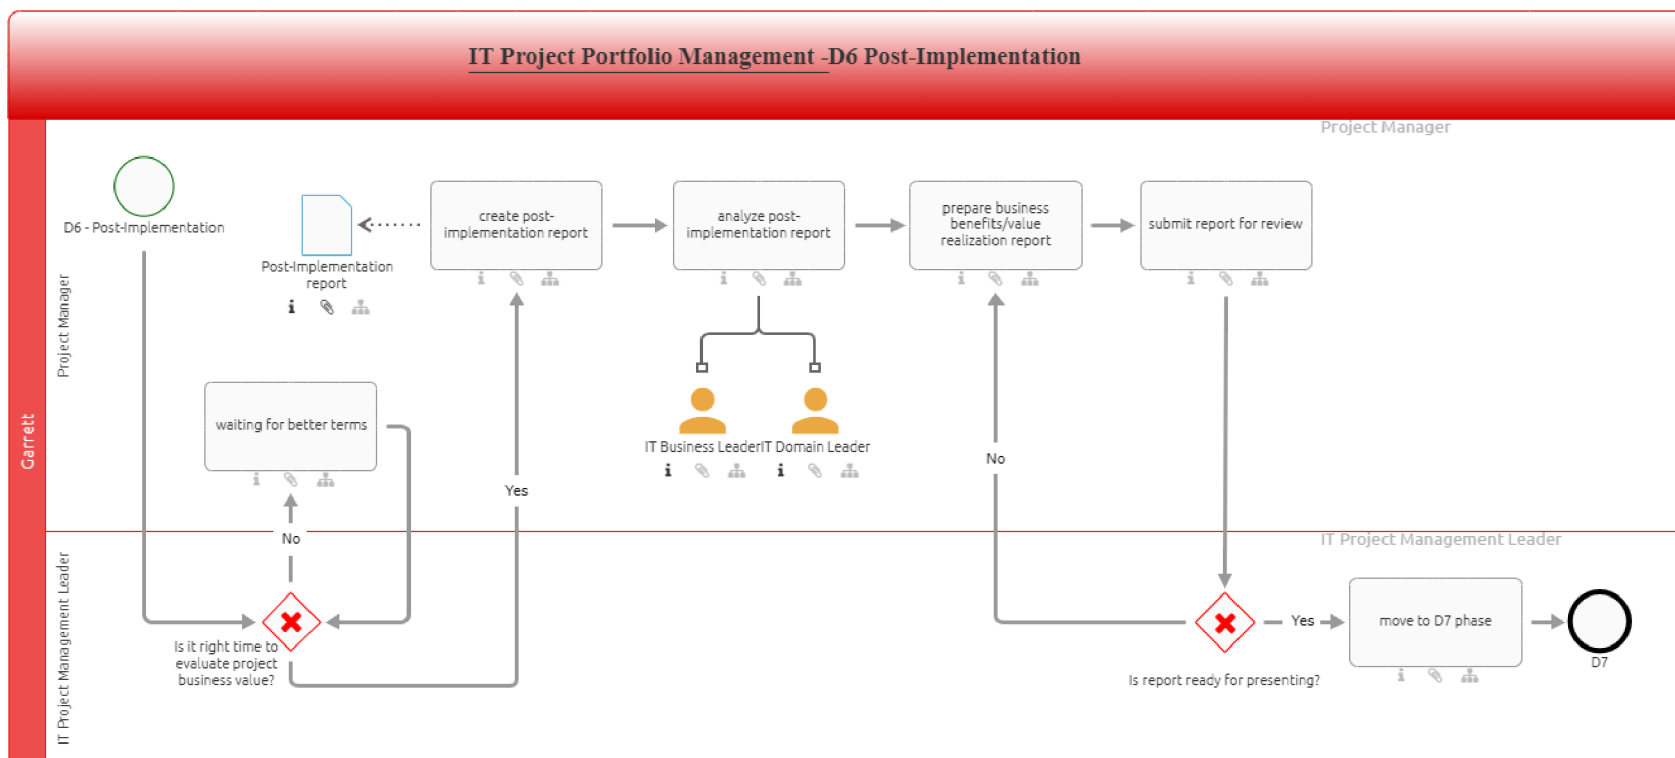 IT Project Portfolio Management -D6 Post-Implementation
Project Manager
D6 - Post-Implementation
Post-Implementation
report
create post-
implementation report
analyze post-
implementation report
prepare business
benefits/value
realization report
submit report for review
Project Manager
Garrett
waiting for better terms
IT Business Leader
IT Domain Leader
No
Yes
No
IT Project Management Leader
IT Project Management Leader
Is it right time to
evaluate project
business value?
Is report ready for presenting?
Yes
move to D7 phase
D7